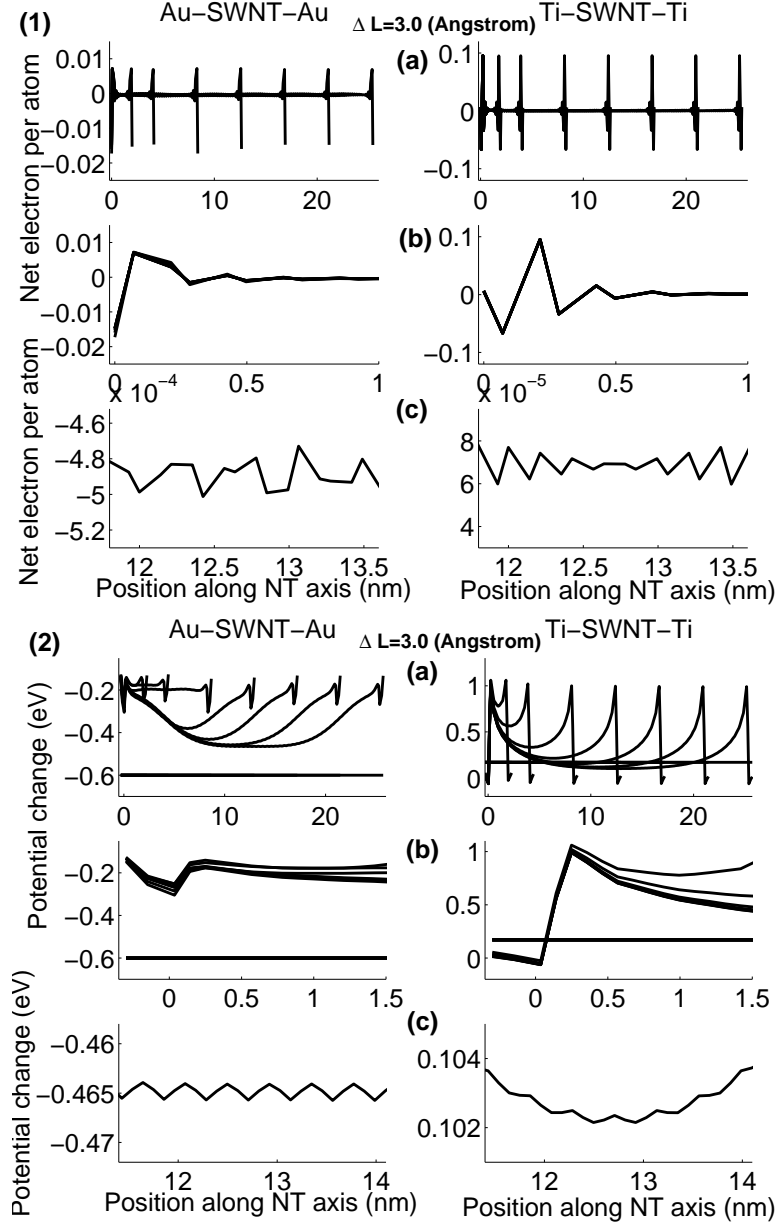 (1)
Au–SWNT–Au
Δ L=3.0 (Angstrom)
Ti–SWNT–Ti
(a)
0.01
0
−0.01
−0.02
0 10 20
0.1
0
−0.1
0 10 20
Net electron per atom
(b)
0.01
0
−0.01
−0.02
0 0.5 1
0.1
0
−0.1
0 0.5 1
Net electron per atom
(c)
x 10⁻⁴
−4.6
−4.8
−5
−5.2
12 12.5 13 13.5
x 10⁻⁵
8
6
4
12 12.5 13 13.5
Position along NT axis (nm)
Position along NT axis (nm)
(2)
Au–SWNT–Au
Δ L=3.0 (Angstrom)
Ti–SWNT–Ti
(a)
−0.2
−0.4
−0.6
0 10 20
1
0.5
0
0 10 20
Potential change (eV)
(b)
−0.2
−0.4
−0.6
0 0.5 1 1.5
1
0.5
0
0 0.5 1 1.5
Potential change (eV)
(c)
−0.46
−0.465
−0.47
12 13 14
0.104
0.102
12 13 14
Position along NT axis (nm)
Position along NT axis (nm)